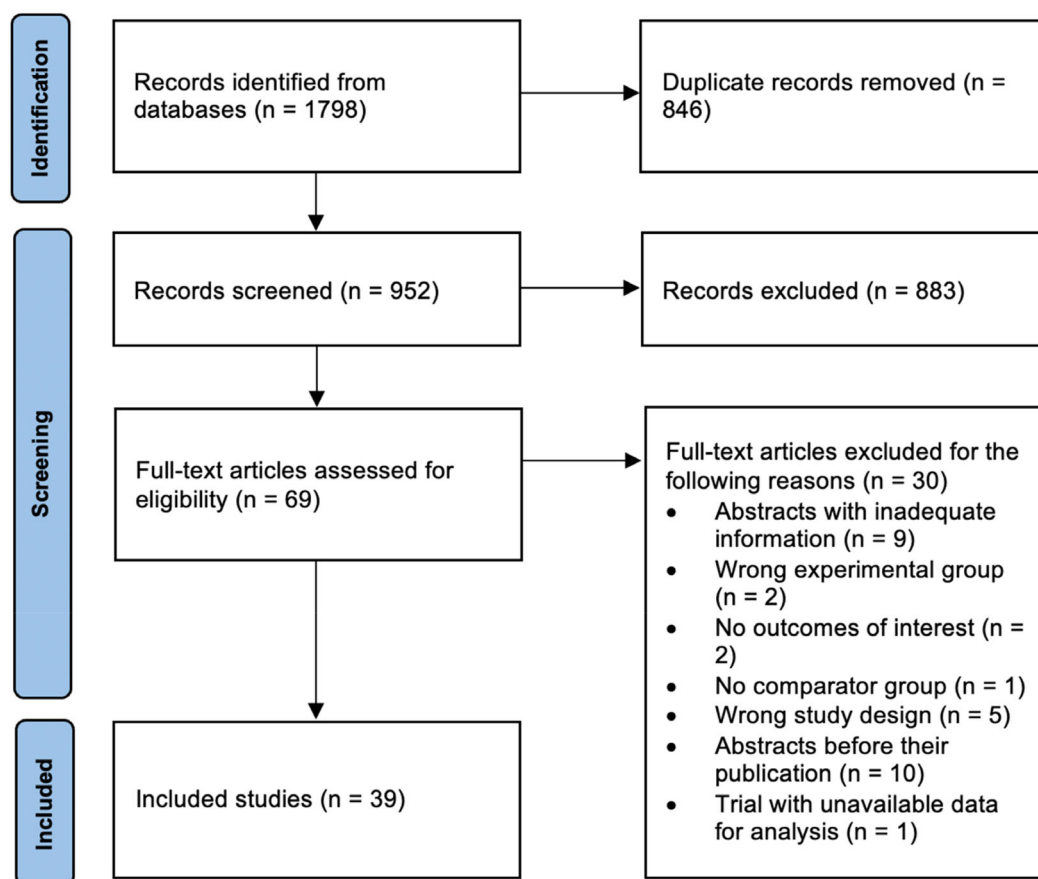 Identification
Records identified from
databases (n = 1798)
Duplicate records removed (n =
846)
Screening
Records screened (n = 952)
Records excluded (n = 883)
Full-text articles assessed for
eligibility (n = 69)
Full-text articles excluded for the
following reasons (n = 30)
• Abstracts with inadequate
information (n = 9)
• Wrong experimental group
(n = 2)
• No outcomes of interest (n =
2)
• No comparator group (n = 1)
• Wrong study design (n = 5)
• Abstracts before their
publication (n = 10)
• Trial with unavailable data
for analysis (n = 1)
Included
Included studies (n = 39)